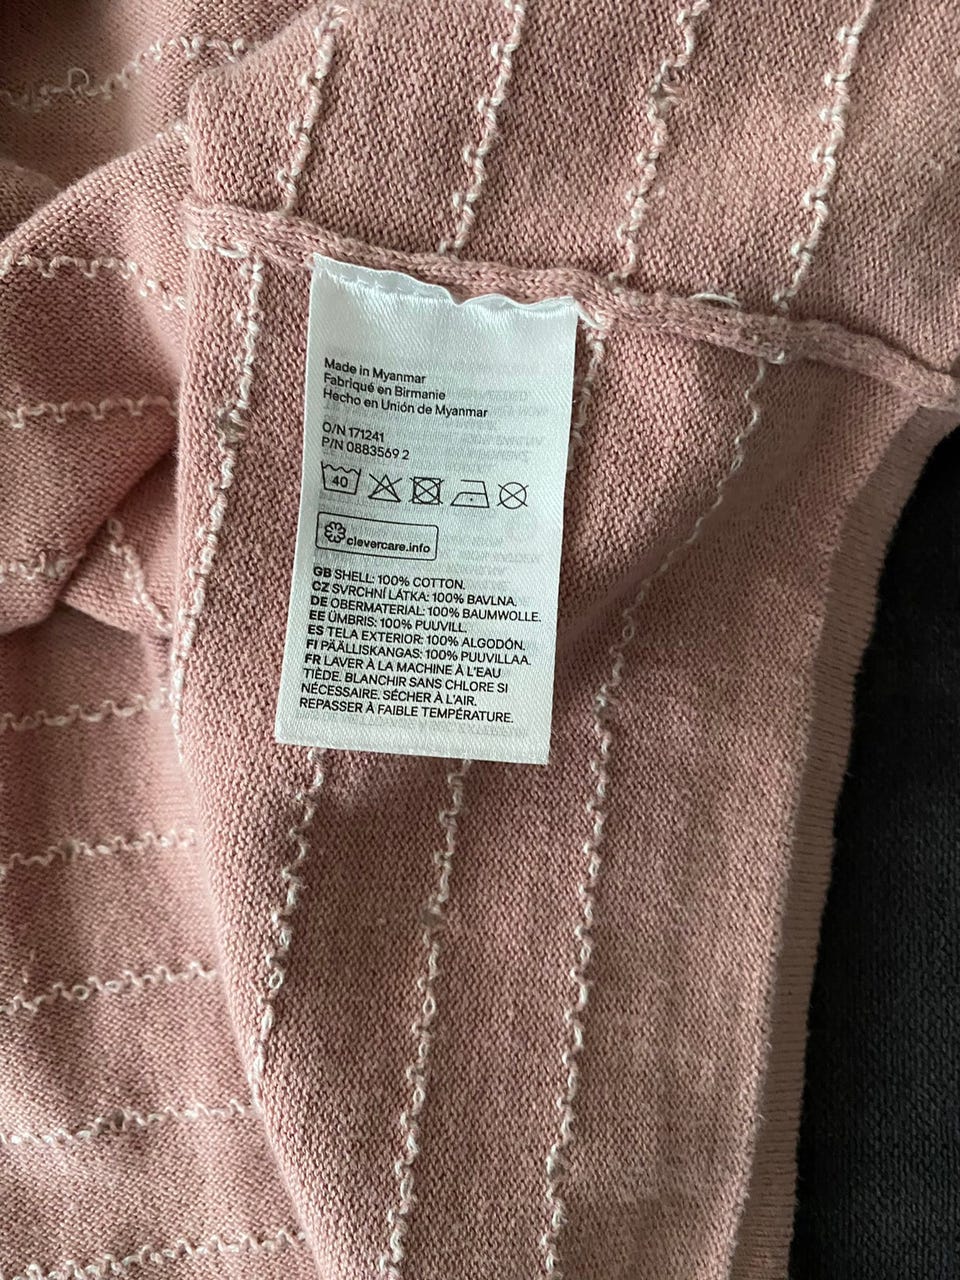 Made in Myanmar
Fabriqué en Birmanie
Hecho en Unión de Myanmar
O/N 171241
P/N 0883569 2
40
clevercare.info
GB SHELL: 100% COTTON.
CZ SVRCHNÍ LÁTKA: 100% BAVLNA.
DE OBERMATERIAL: 100% BAUMWOLLE.
EE ÜMBRIS: 100% PUUVILL.
ES TELA EXTERIOR: 100% ALGODÓN.
FI PÄÄLLISKANGAS: 100% PUUVILLAA.
FR LAVER À LA MACHINE À L'EAU
TIÈDE. BLANCHIR SANS CHLORE SI
NÉCESSAIRE. SÉCHER À L'AIR.
REPASSER À FAIBLE TEMPÉRATURE.